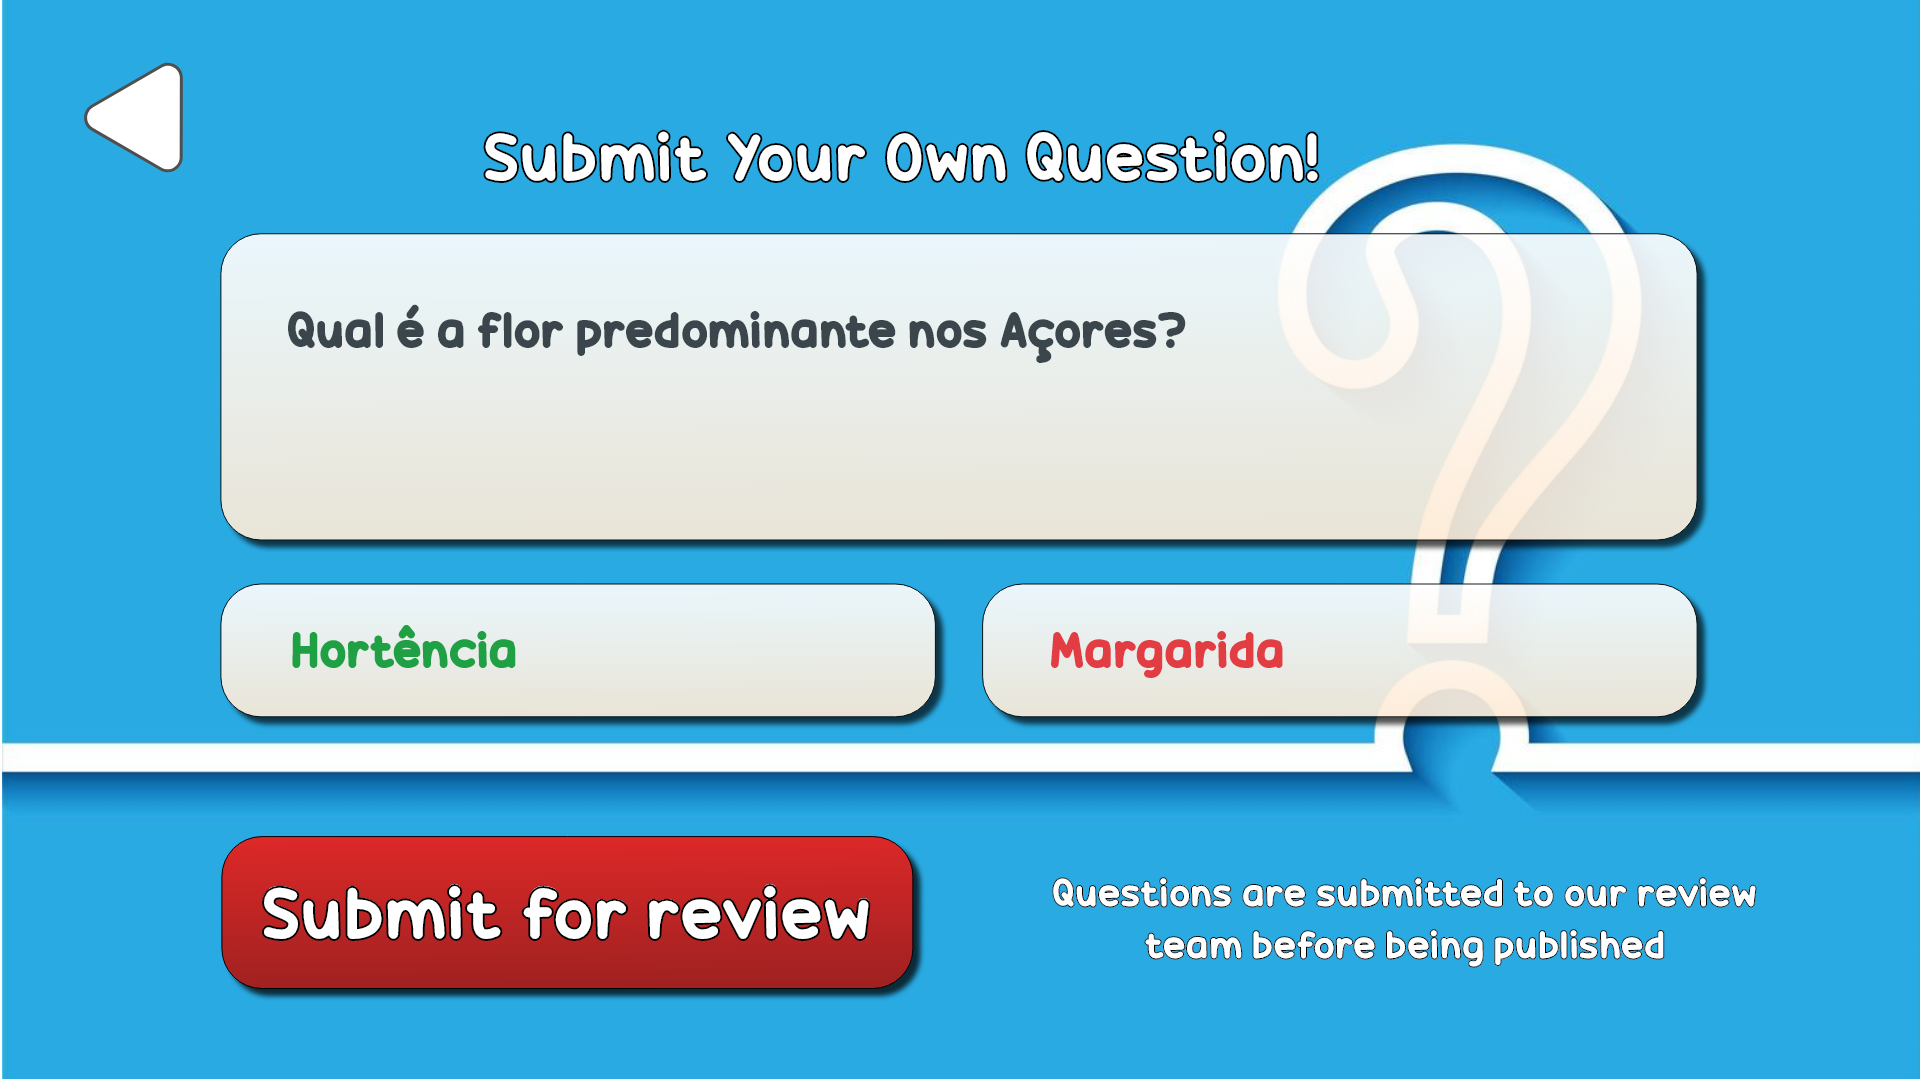 Submit Your Own Question!
Qual é a flor predominante nos Açores?
Hortência
Margarida
Submit for review
Questions are submitted to our review
team before being published